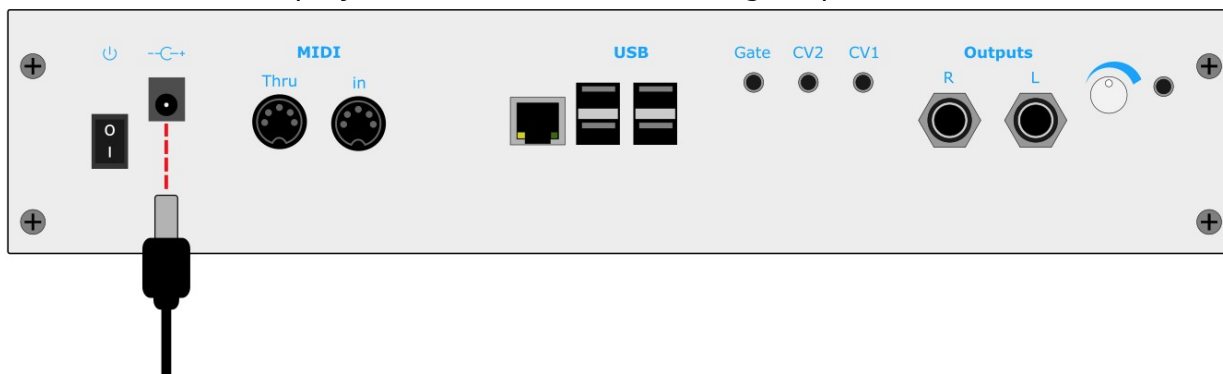 MIDI
USB
Gate CV2 CV1
Outputs
Thru in
R L
O
I